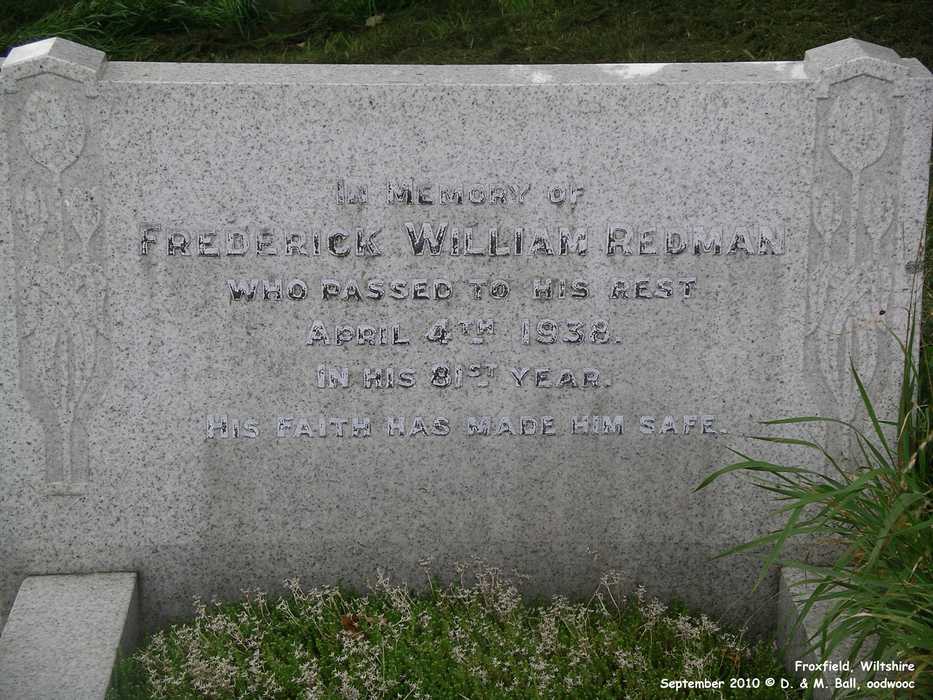 In Memory of
Frederick William Redman
who passed to his rest
April 4th 1938.
in his 81st year.
His faith has made him safe.
Froxfield, Wiltshire
September 2010 © D. & M. Ball, oodwooc